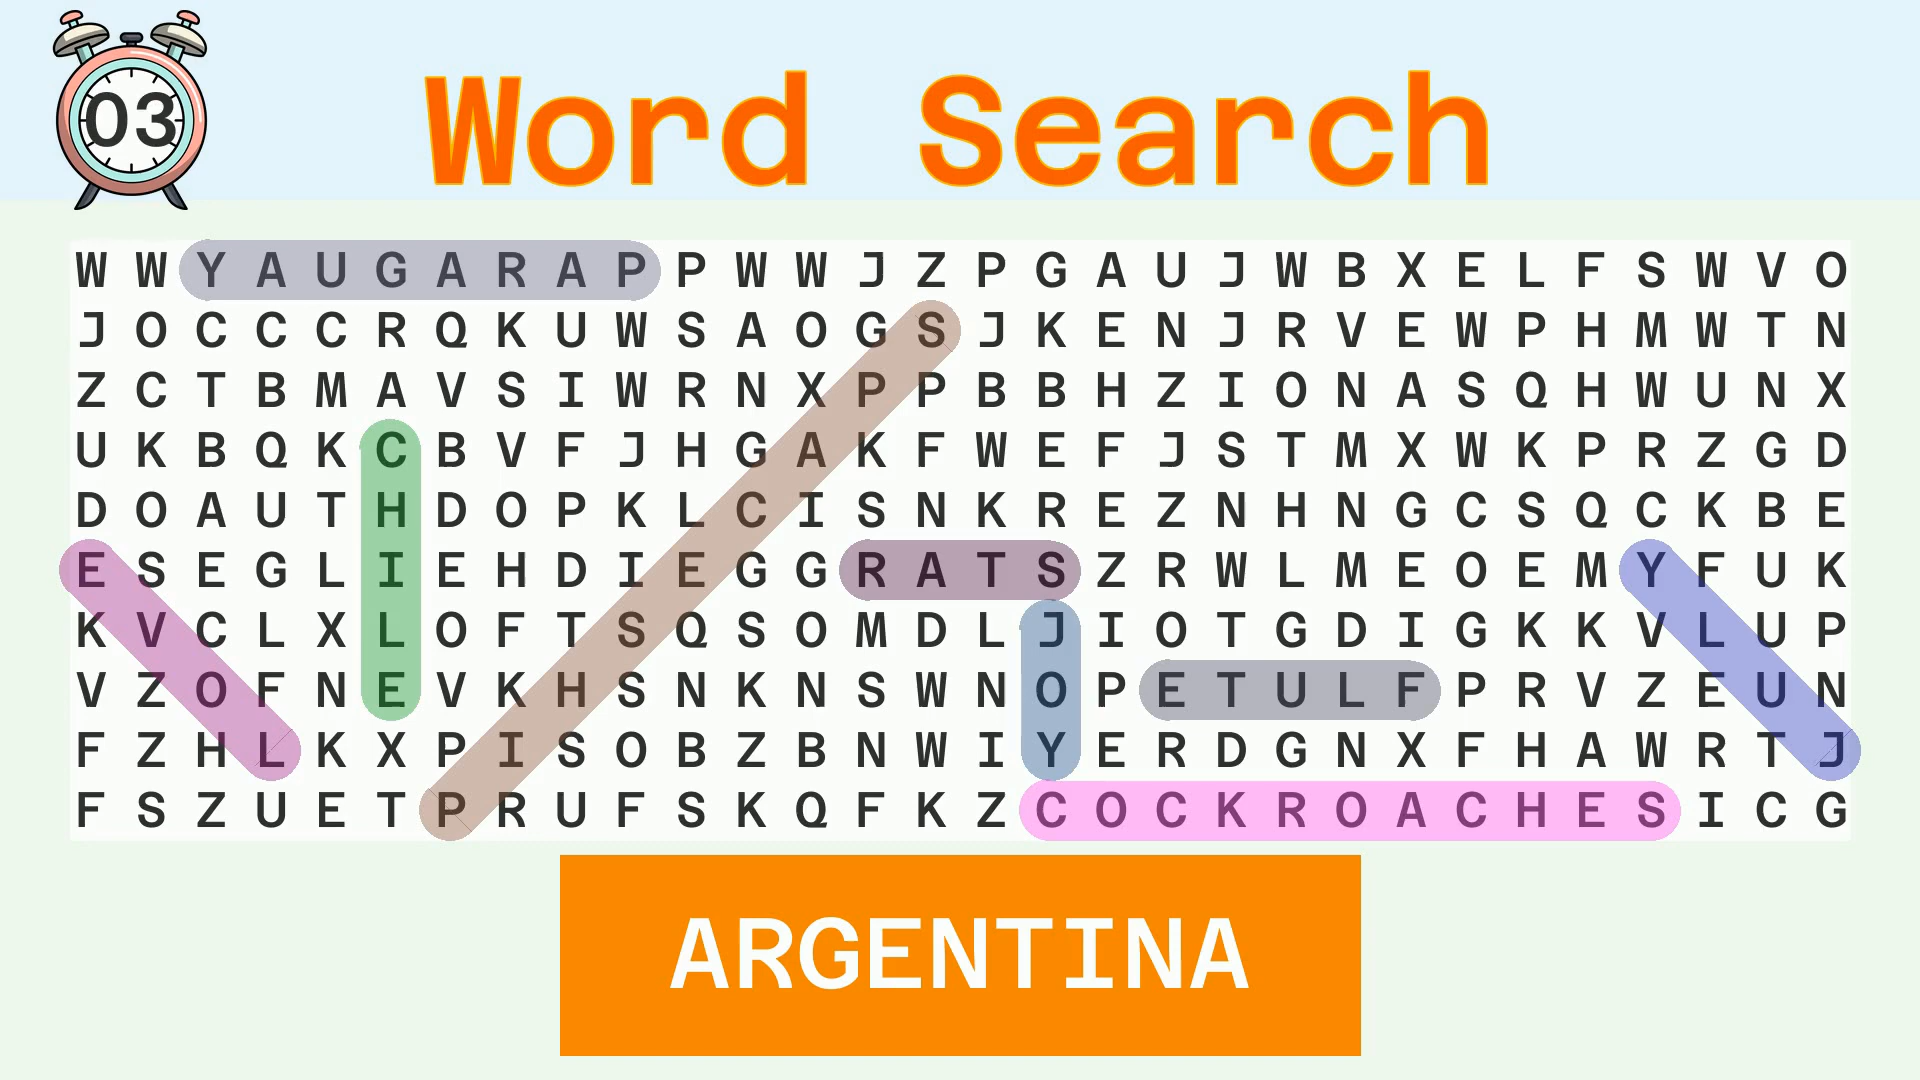 03
Word Search
W W Y A U G A R A P P W W J Z P G A U J W B X E L F S W V O
J O C C C R Q K U W S A O G S J K E N J R V E W P H M W T N
Z C T B M A V S I W R N X P P B B H Z I O N A S Q H W U N X
U K B Q K C B V F J H G A K F W E F J S T M X W K P R Z G D
D O A U T H D O P K L C I S N K R E Z N H N G C S Q C K B E
E S E G L I E H D I E G G R A T S Z R W L M E O E M Y F U K
K V C L X L O F T S Q S O M D L J I O T G D I G K K V L U P
V Z O F N E V K H S N K N S W N O P E T U L F P R V Z E U N
F Z H L K X P I S O B Z B N W I Y E R D G N X F H A W R T J
F S Z U E T P R U F S K Q F K Z C O C K R O A C H E S I C G
ARGENTINA